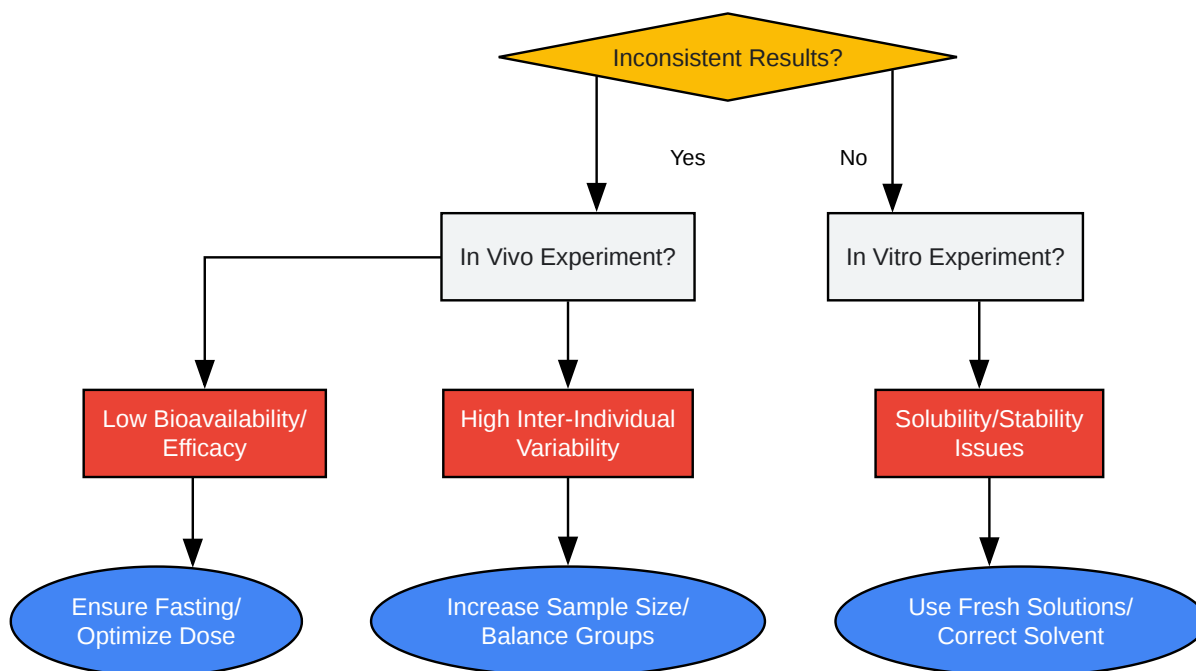 Inconsistent Results?
Yes
No
In Vivo Experiment?
In Vitro Experiment?
Low Bioavailability/
Efficacy
High Inter-Individual
Variability
Solubility/Stability
Issues
Ensure Fasting/
Optimize Dose
Increase Sample Size/
Balance Groups
Use Fresh Solutions/
Correct Solvent